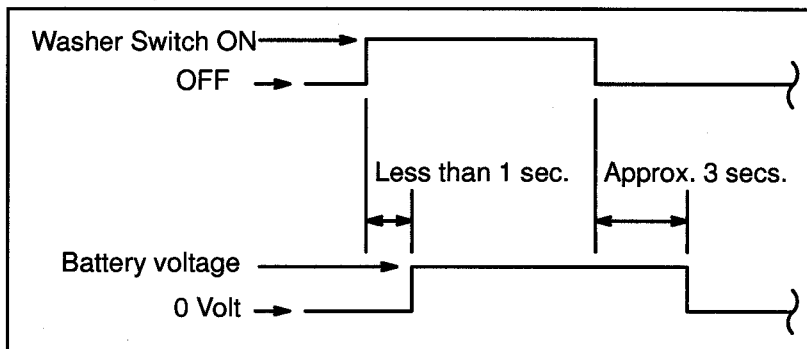 Washer Switch ON
OFF
Less than 1 sec.
Approx. 3 secs.
Battery voltage
0 Volt